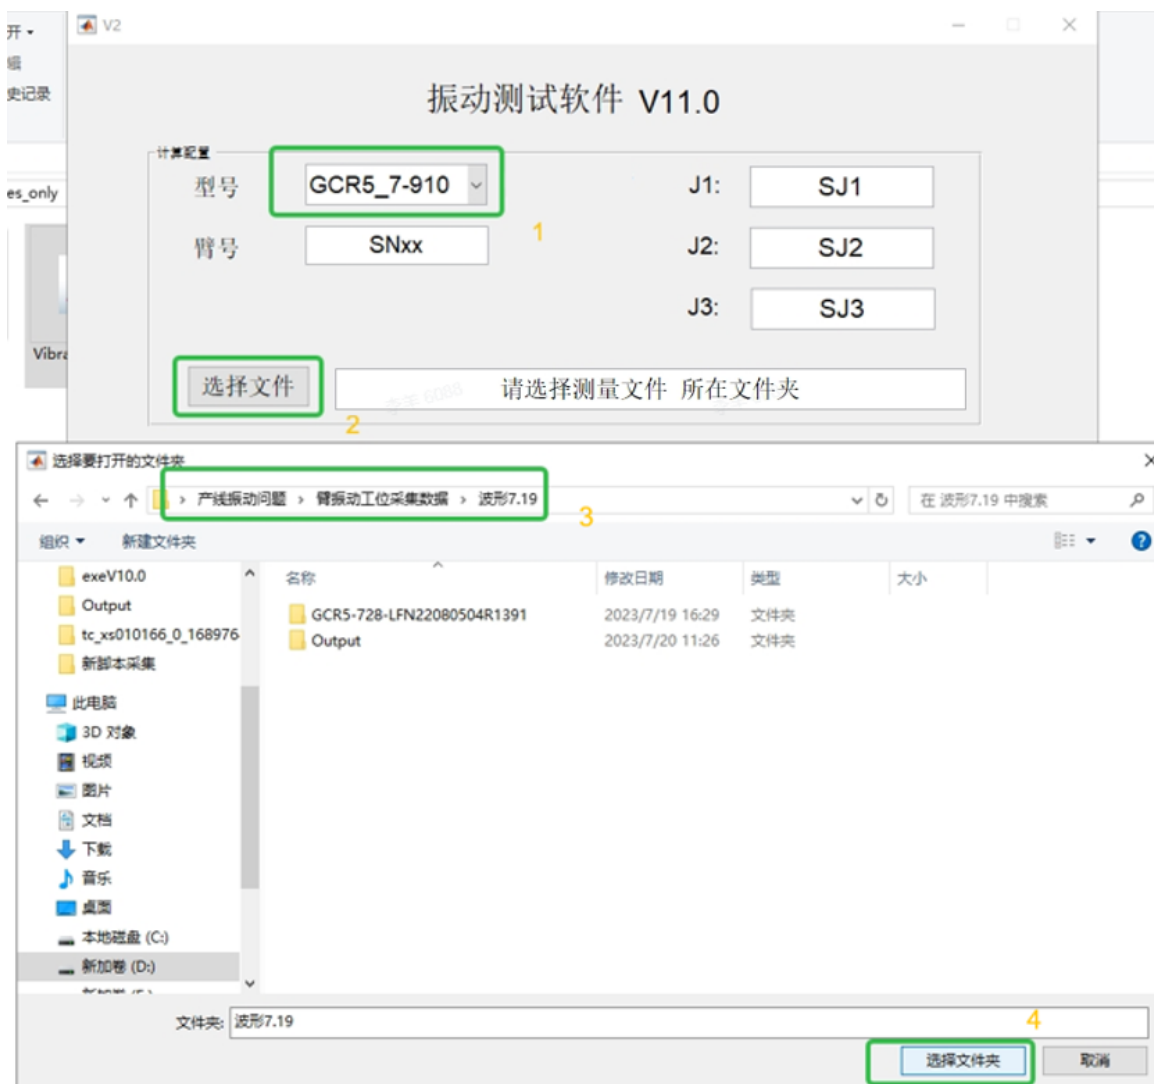 开
V2
史记录
振动测试软件 V11.0
计算配置
型号
GCR5_7-910
J1:
SJ1
es_only
1
臂号
SNxx
J2:
SJ2
J3:
SJ3
Vibra
选择文件
请选择测量文件 所在文件夹
2
选择要打开的文件夹
产线振动问题 › 臂振动工位采集数据 › 波形7.19
在 波形7.19 中搜索
3
组织
新建文件夹
exeV10.0
名称
修改日期
类型
大小
Output
GCR5-728-LFN22080504R1391
2023/7/19 16:29
文件夹
tc_xs010166_0_168976
Output
2023/7/20 11:26
文件夹
新脚本采集
此电脑
3D 对象
视频
图片
文档
下载
音乐
桌面
本地磁盘 (C:)
新加卷 (D:)
文件夹:
波形7.19
4
选择文件夹
取消